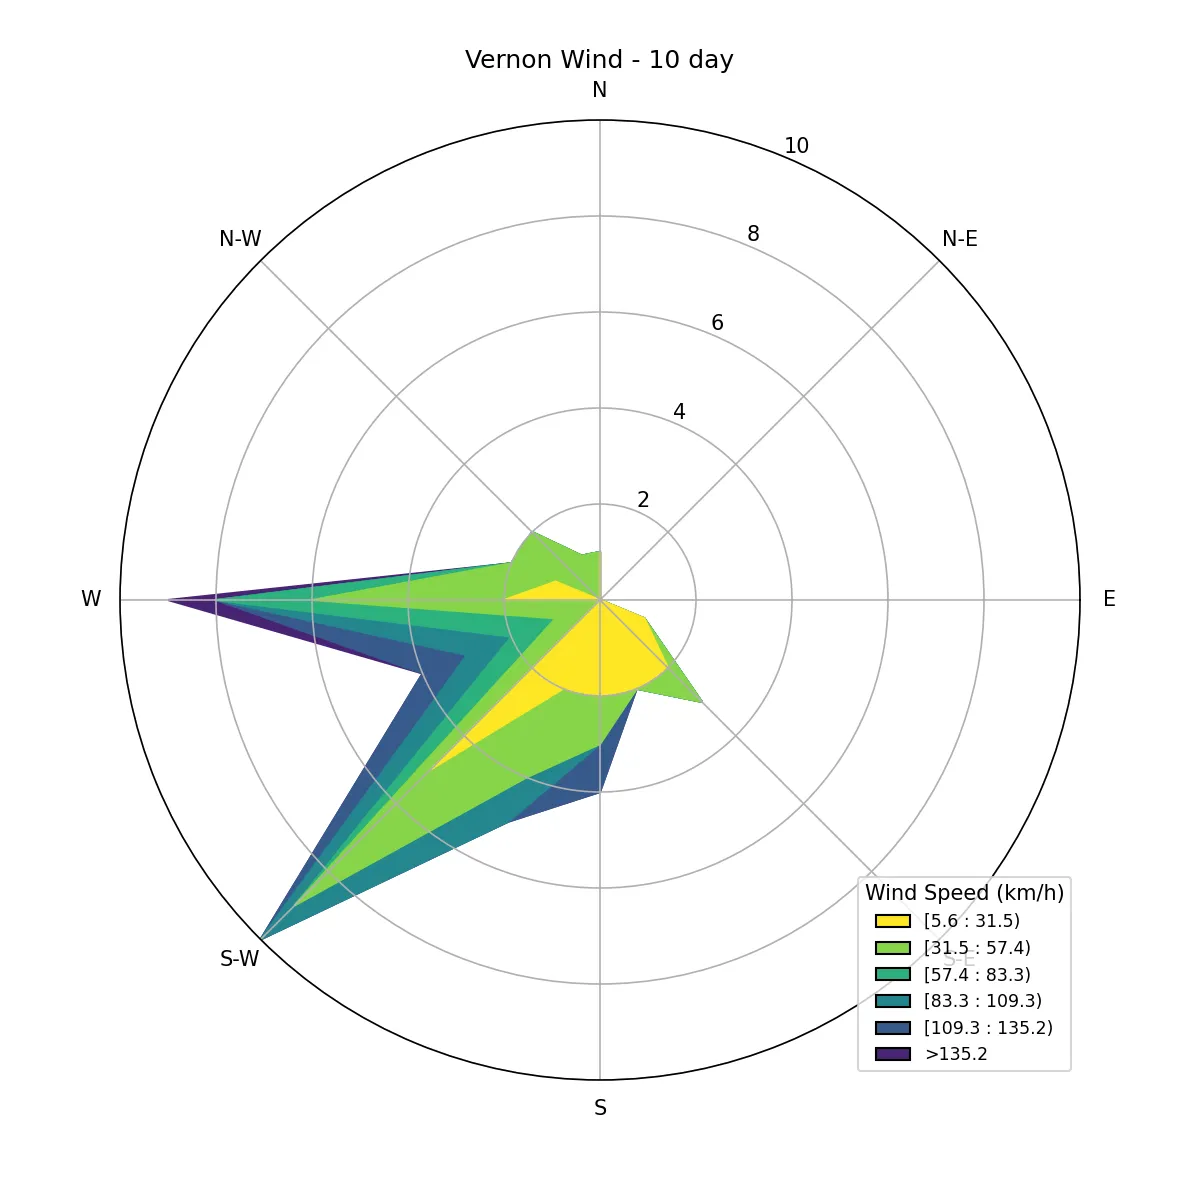 Vernon Wind - 10 day
N
10
N-W
N-E
8
6
4
2
W
E
Wind Speed (km/h)
[5.6 : 31.5)
[31.5 : 57.4)
S-W
S-E
[57.4 : 83.3)
[83.3 : 109.3)
[109.3 : 135.2)
>135.2
S